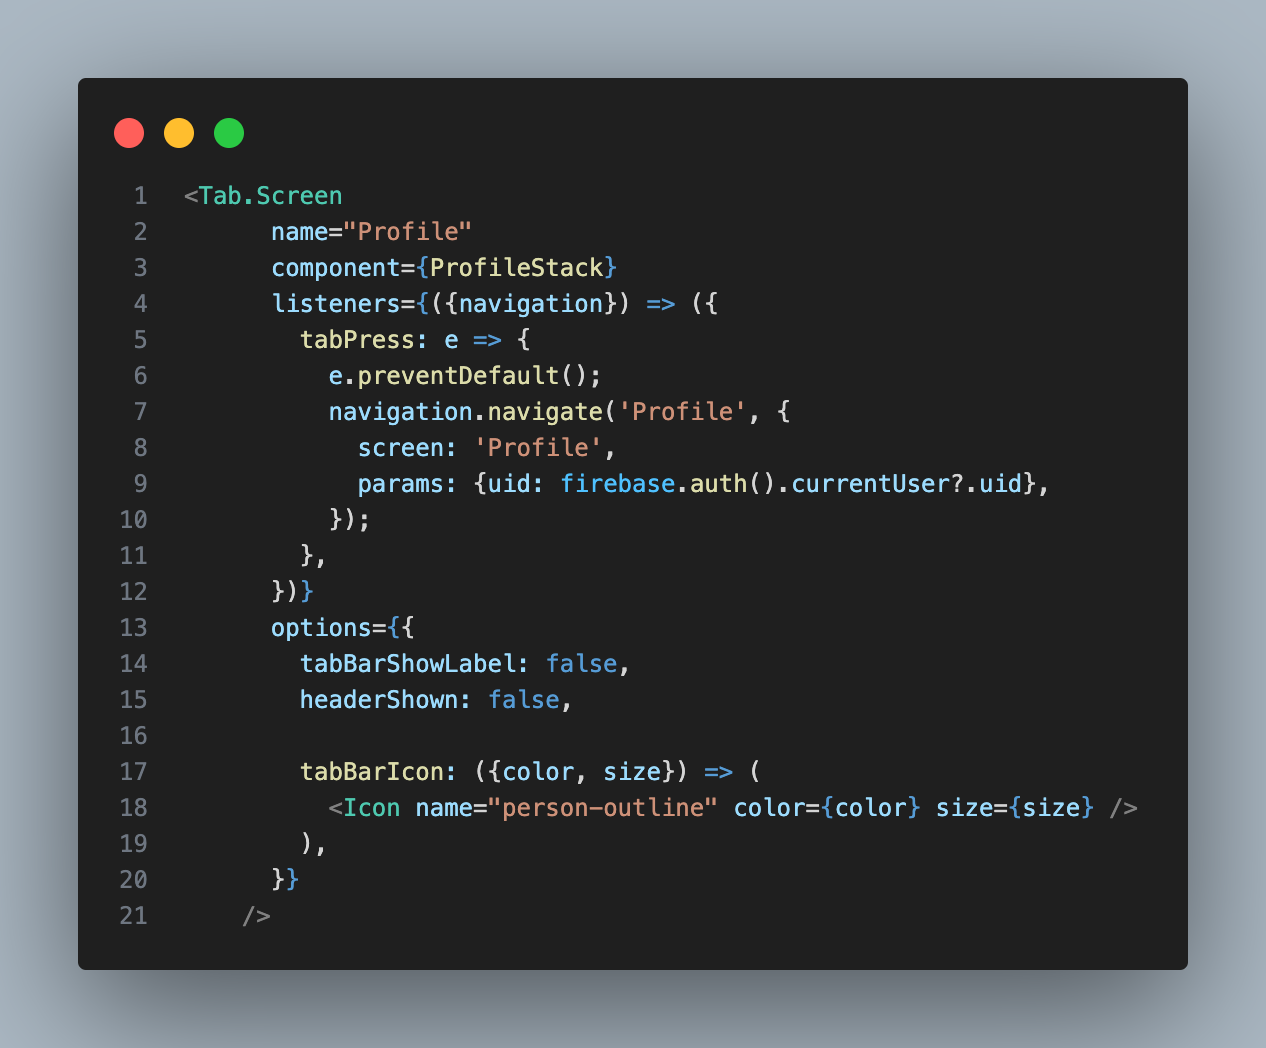 1 <Tab.Screen
2 name="Profile"
3 component={ProfileStack}
4 listeners={({navigation}) => ({
5 tabPress: e => {
6 e.preventDefault();
7 navigation.navigate('Profile', {
8 screen: 'Profile',
9 params: {uid: firebase.auth().currentUser?.uid},
10 });
11 },
12 })}
13 options={{
14 tabBarShowLabel: false,
15 headerShown: false,
16
17 tabBarIcon: ({color, size}) => (
18 <Icon name="person-outline" color={color} size={size} />
19 ),
20 }}
21 />